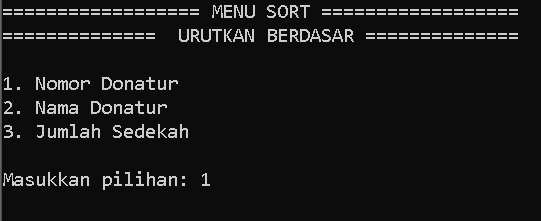 ================== MENU SORT ==================
============== URUTKAN BERDASAR ==============
1. Nomor Donatur
2. Nama Donatur
3. Jumlah Sedekah
Masukkan pilihan: 1